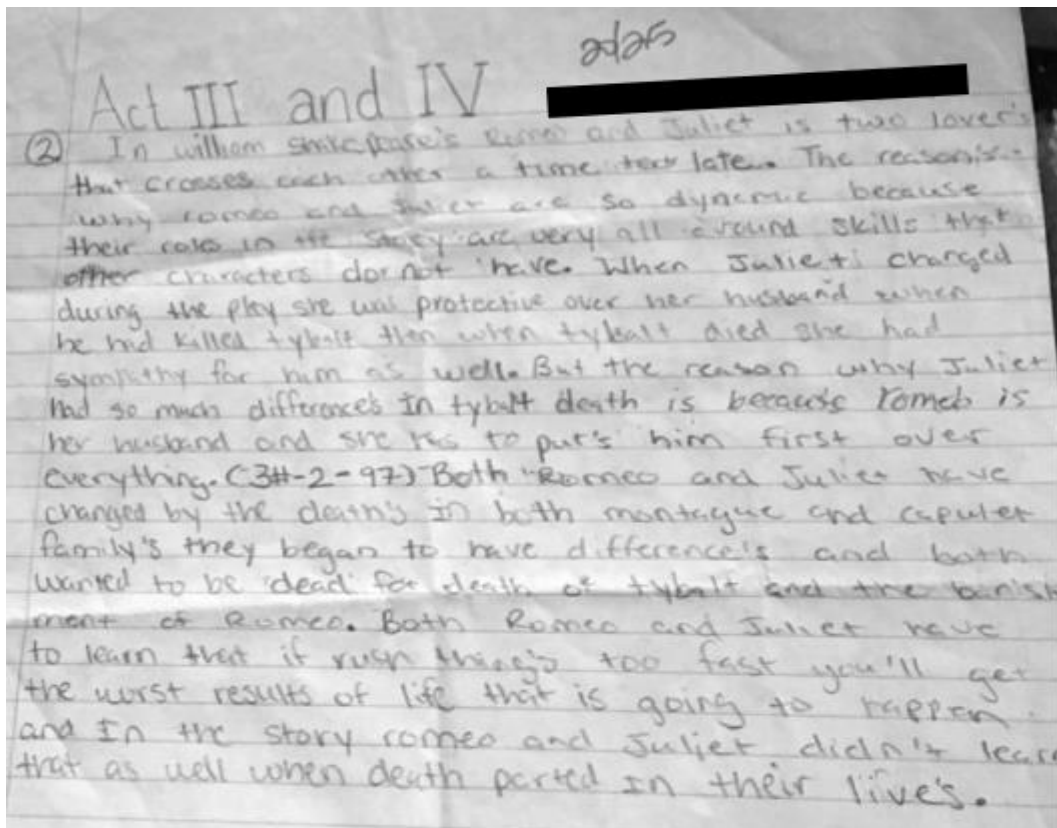 Act III and IV
② In william shakespeare's Romeo and Juliet is two lover's
that crosses each other a time late. The reason is
why romeo and Juliet are so dynamic because
their role in the story are very all around skills that
other characters do not have. When Juliet changed
during the play she was protective over her husband when
he had killed tybalt then when tybalt died she had
sympathy for him as well. But the reason why Juliet
had so much difference's In tybalt death is because romeo is
her husband and she has to put's him first over
everything. (3#-2-97) Both Romeo and Juliet have
changed by the death's in both montague and capulet
family's they began to have difference's and both
wanted to be dead for death of tybalt and the banish
ment of Romeo. Both Romeo and Juliet have
to learn that if rush thing's too fast you'll get
the worst results of life that is going to happen
and In the story romeo and Juliet didn't learn
that as well when death parted in their live's.